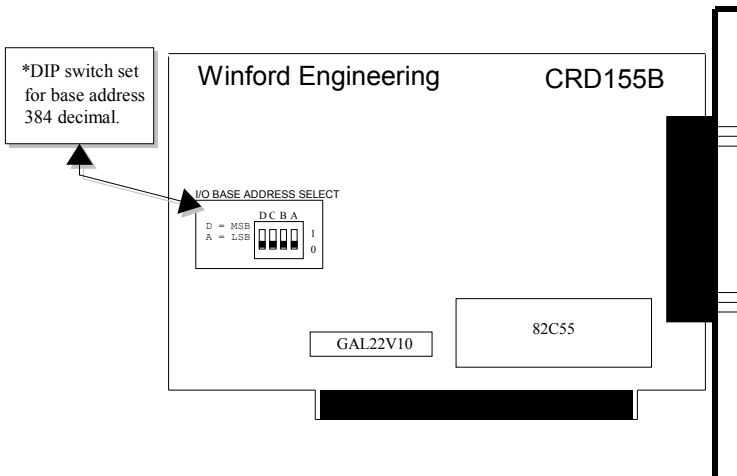 *DIP switch set
for base address
384 decimal.
Winford Engineering
CRD155B
I/O BASE ADDRESS SELECT
D C B A
D = MSB
A = LSB
1
0
GAL22V10
82C55